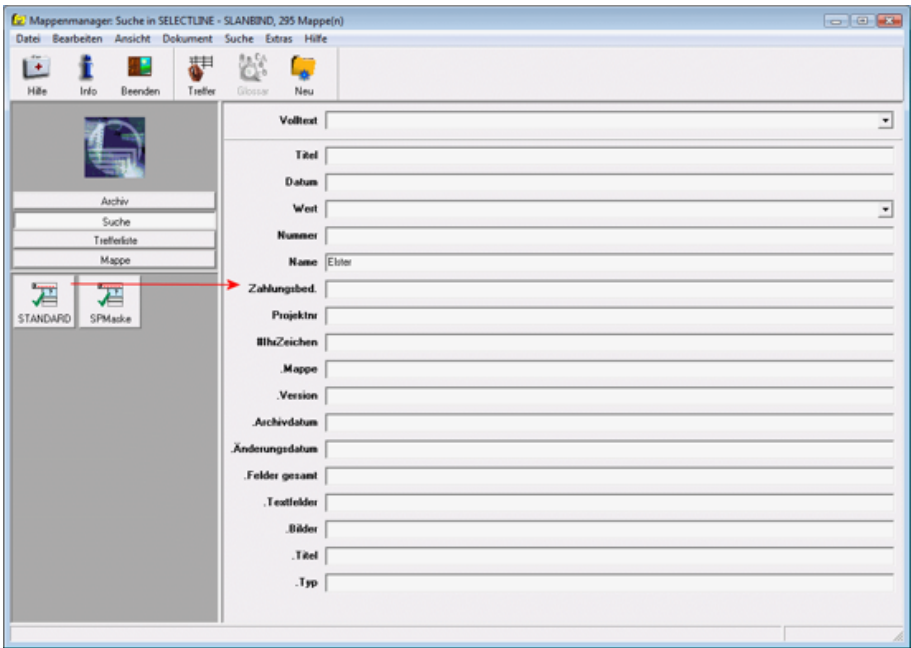 Mappenmanager: Suche in SELECTLINE - SLANBIND, 295 Mappe(n)
Datei Bearbeiten Ansicht Dokument Suche Extras Hilfe
Hilfe Info Beenden Treffer Glossar Neu
Volltext
Archiv
Suche
Trefferliste
Mappe
STANDARD SPMaske
Titel
Datum
Wert
Nummer
Name Elster
Zahlungsbed.
Projektnr
#IhrZeichen
.Mappe
.Version
.Archivdatum
.Änderungsdatum
.Felder gesamt
.Textfelder
.Bilder
.Titel
.Typ